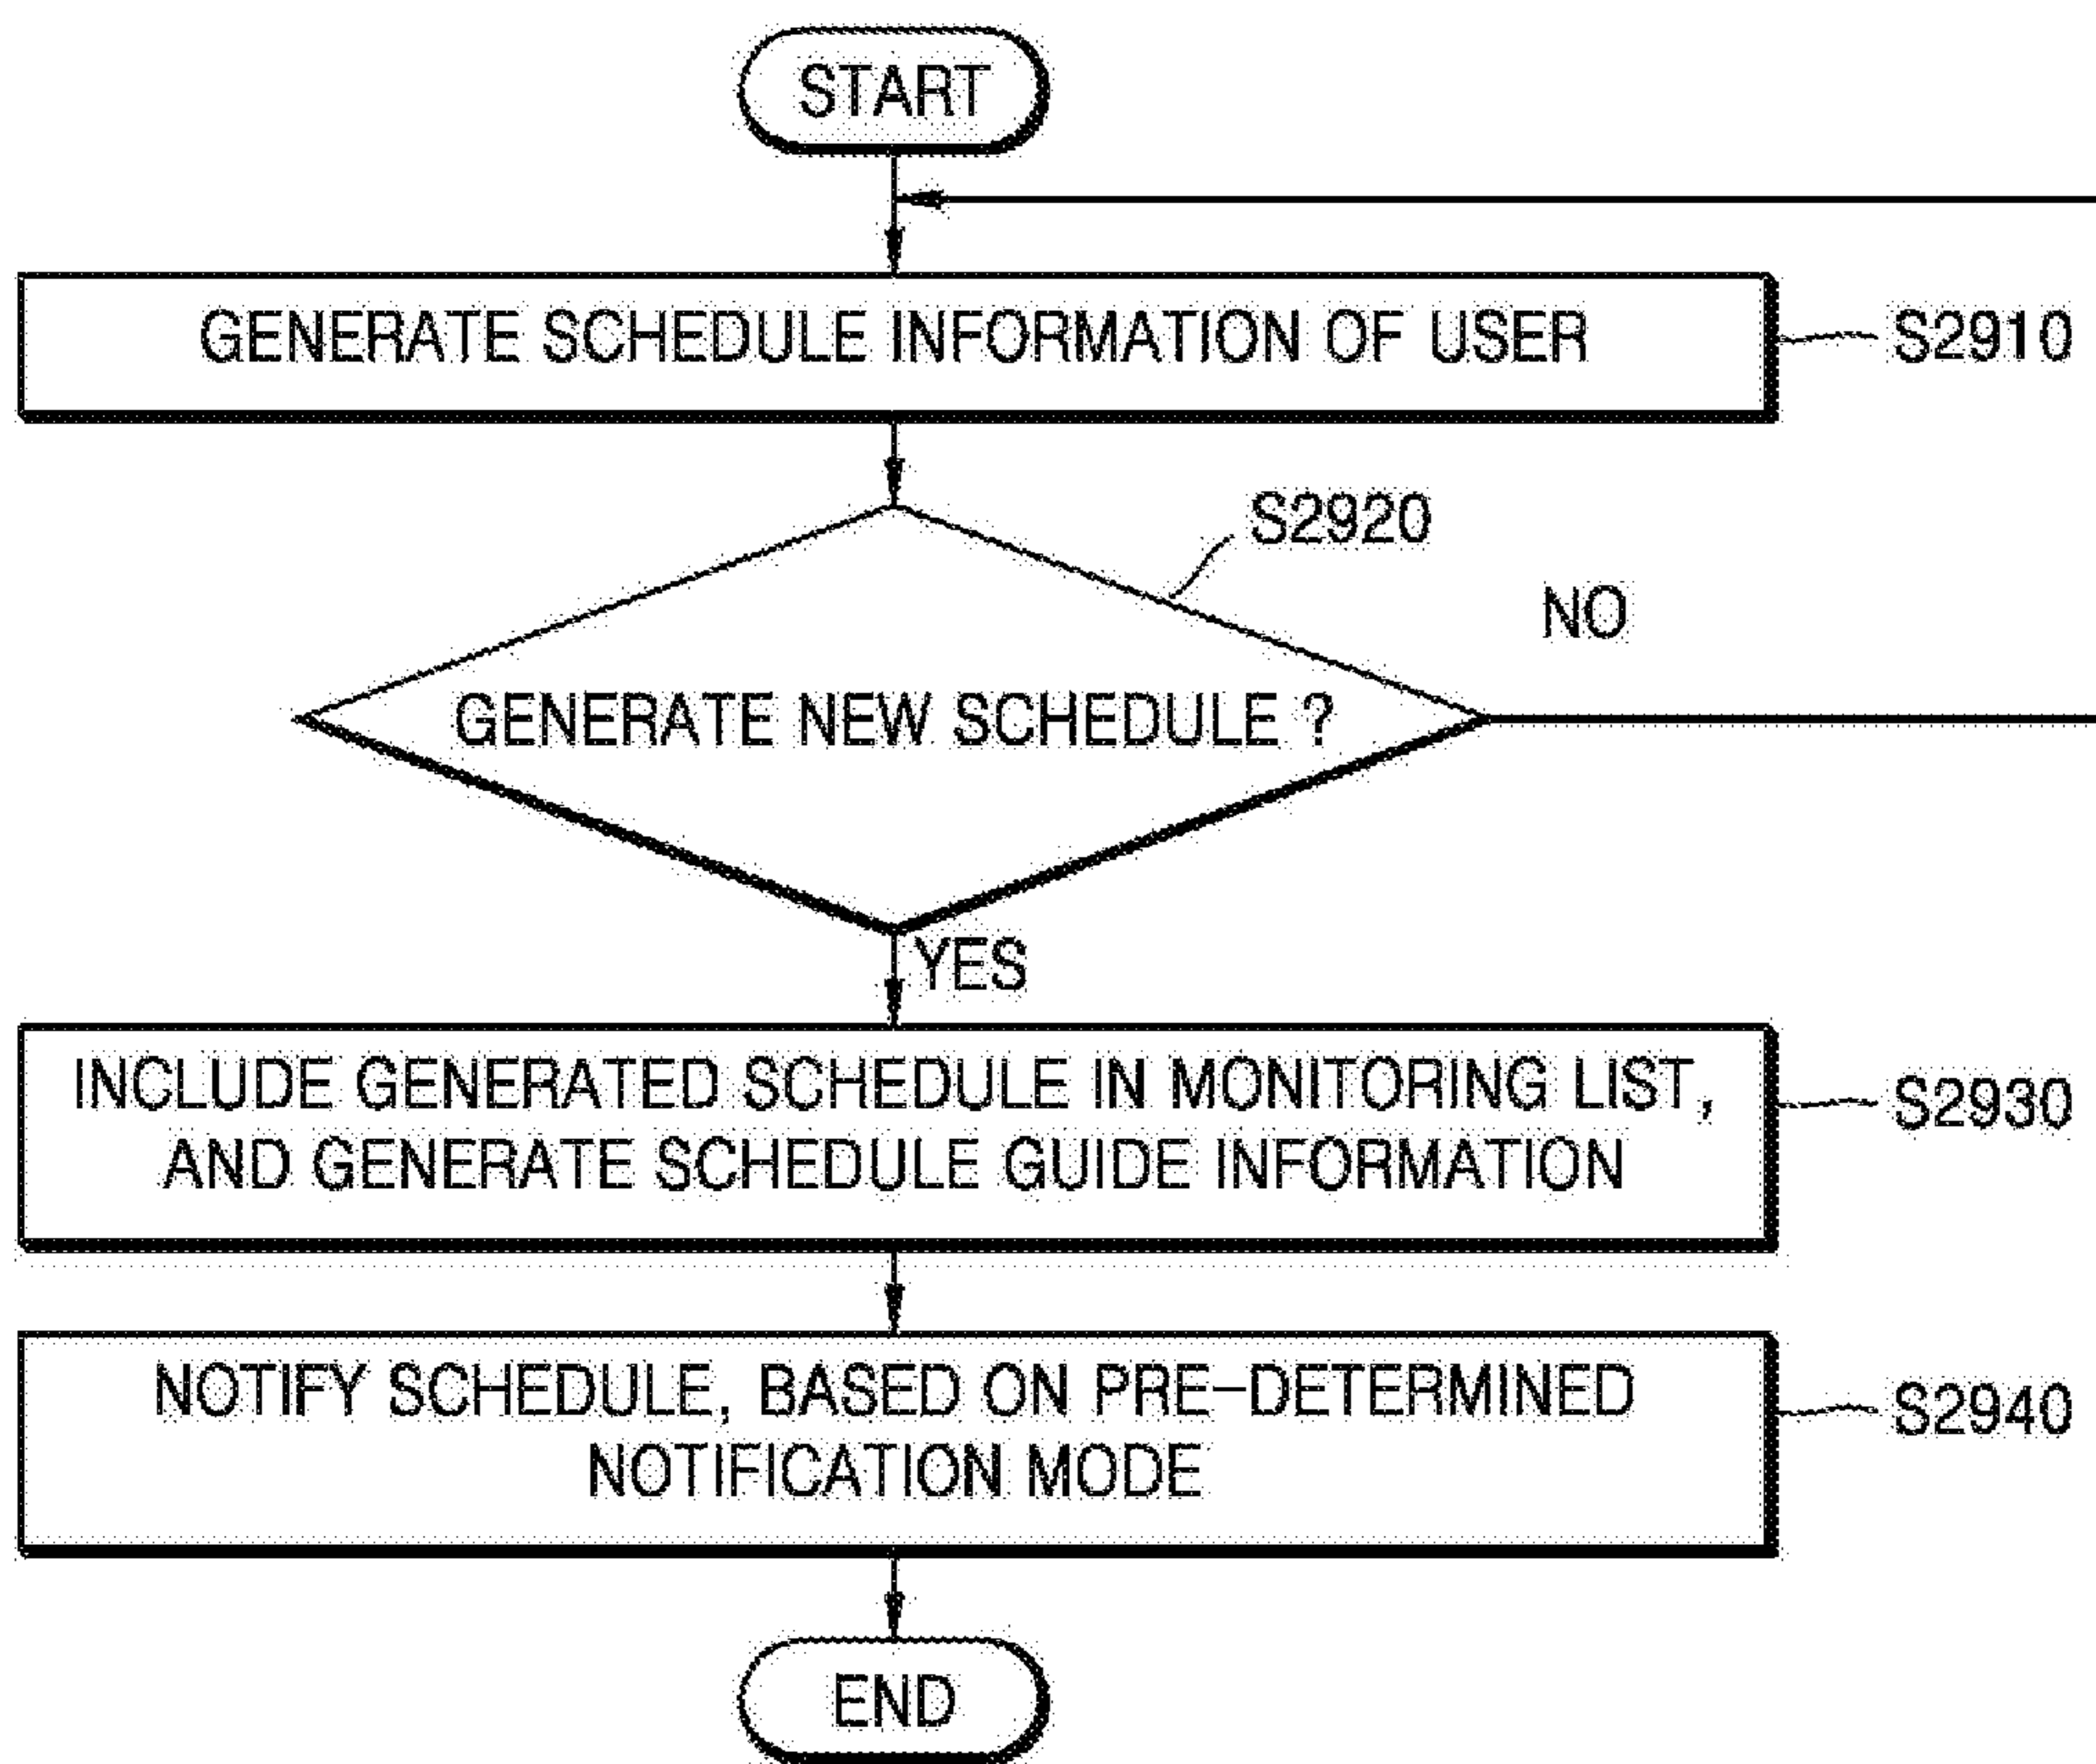 START
GENERATE SCHEDULE INFORMATION OF USER
S2910
S2920
NO
GENERATE NEW SCHEDULE ?
YES
INCLUDE GENERATED SCHEDULE IN MONITORING LIST,
AND GENERATE SCHEDULE GUIDE INFORMATION
S2930
NOTIFY SCHEDULE, BASED ON PRE-DETERMINED
NOTIFICATION MODE
S2940
END